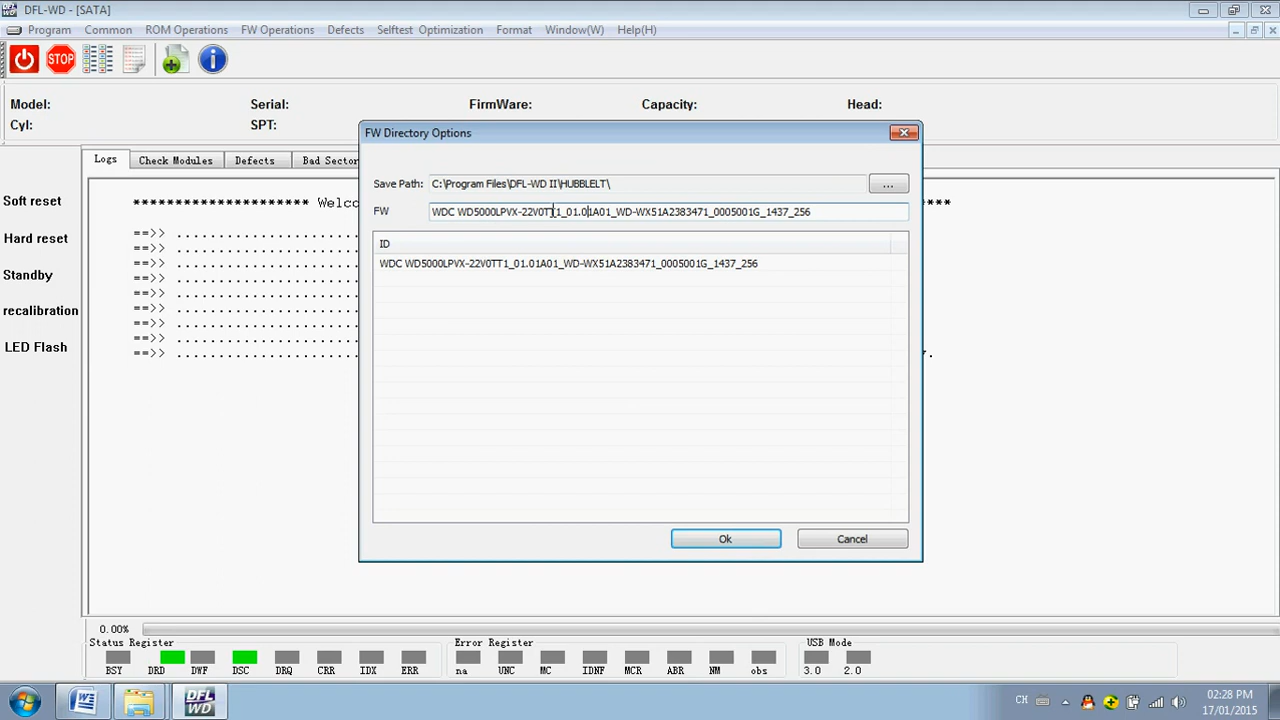 DFL-WD - [SATA]
Program Common ROM Operations FW Operations Defects Selftest Optimization Format Window(W) Help(H)
STOP
Model: Serial: FirmWare: Capacity: Head:
Cyl: SPT:
FW Directory Options
Logs Check Modules Defects Bad Sector
Save Path: C:\Program Files\DFL-WD II\HUBBLELT\ ...
FW WDC WD5000LPVX-22V0TT1_01.01A01_WD-WX51A2383471_0005001G_1437_256
Soft reset
******************** Welco
***
ID
WDC WD5000LPVX-22V0TT1_01.01A01_WD-WX51A2383471_0005001G_1437_256
Hard reset
Standby
recalibration
LED Flash
==>> .........................
==>> .........................
==>> .........................
==>> .........................
==>> .........................
==>> .........................
==>> .........................
==>> .........................
==>> .........................
Ok Cancel
0.00%
Status Register Error Register USB Mode
BSY DRD DWF DSC DRQ CRR IDX ERR na UNC MC IDNF MCR ABR NM obs 3.0 2.0
DFL WD
CH
02:28 PM
17/01/2015